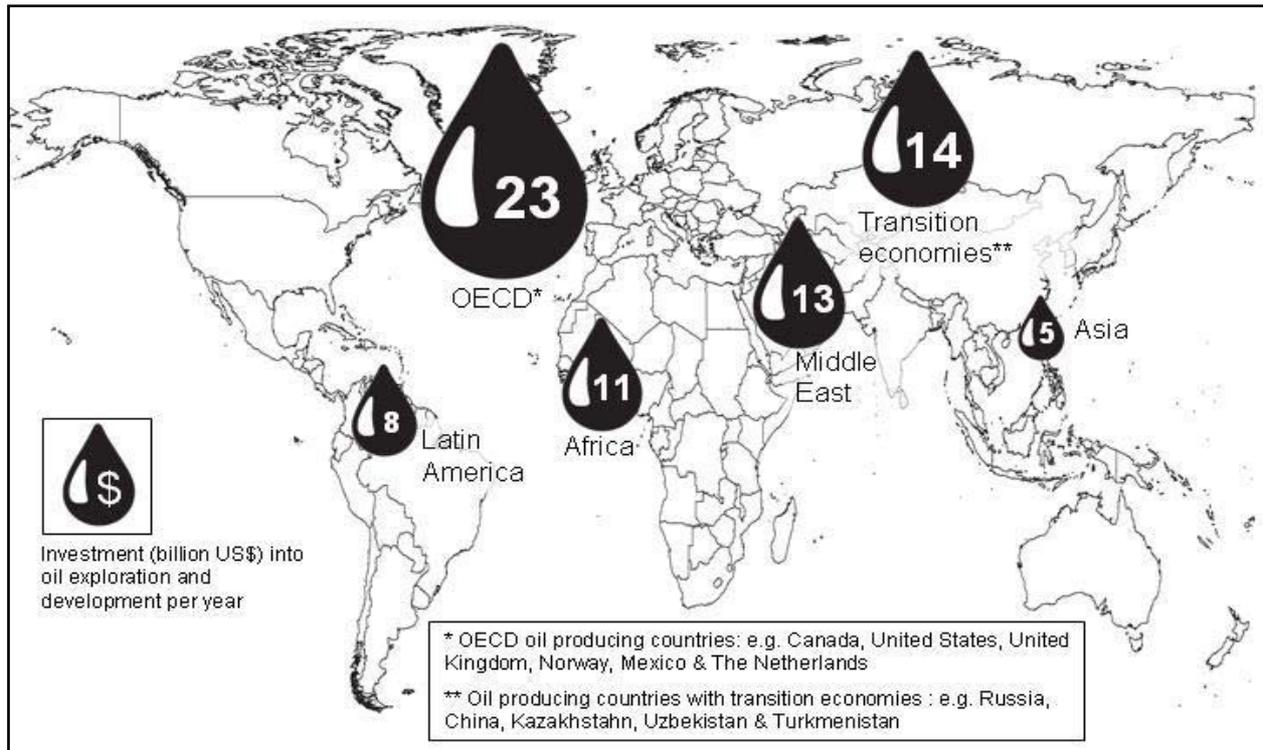 23
OECD*
14
Transition
economies**
13
Middle
East
5
Asia
11
Africa
8
Latin
America
$
Investment (billion US$) into
oil exploration and
development per year
* OECD oil producing countries: e.g. Canada, United States, United
Kingdom, Norway, Mexico & The Netherlands
** Oil producing countries with transition economies : e.g. Russia,
China, Kazakhstahn, Uzbekistan & Turkmenistan